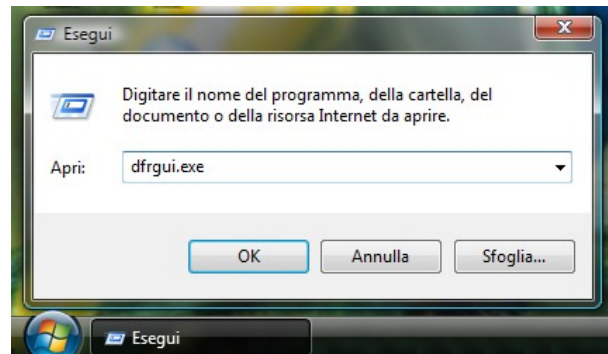 Esegui
Digitare il nome del programma, della cartella, del
documento o della risorsa Internet da aprire.
Apri: dfrgui.exe
OK Annulla Sfoglia...
Esegui